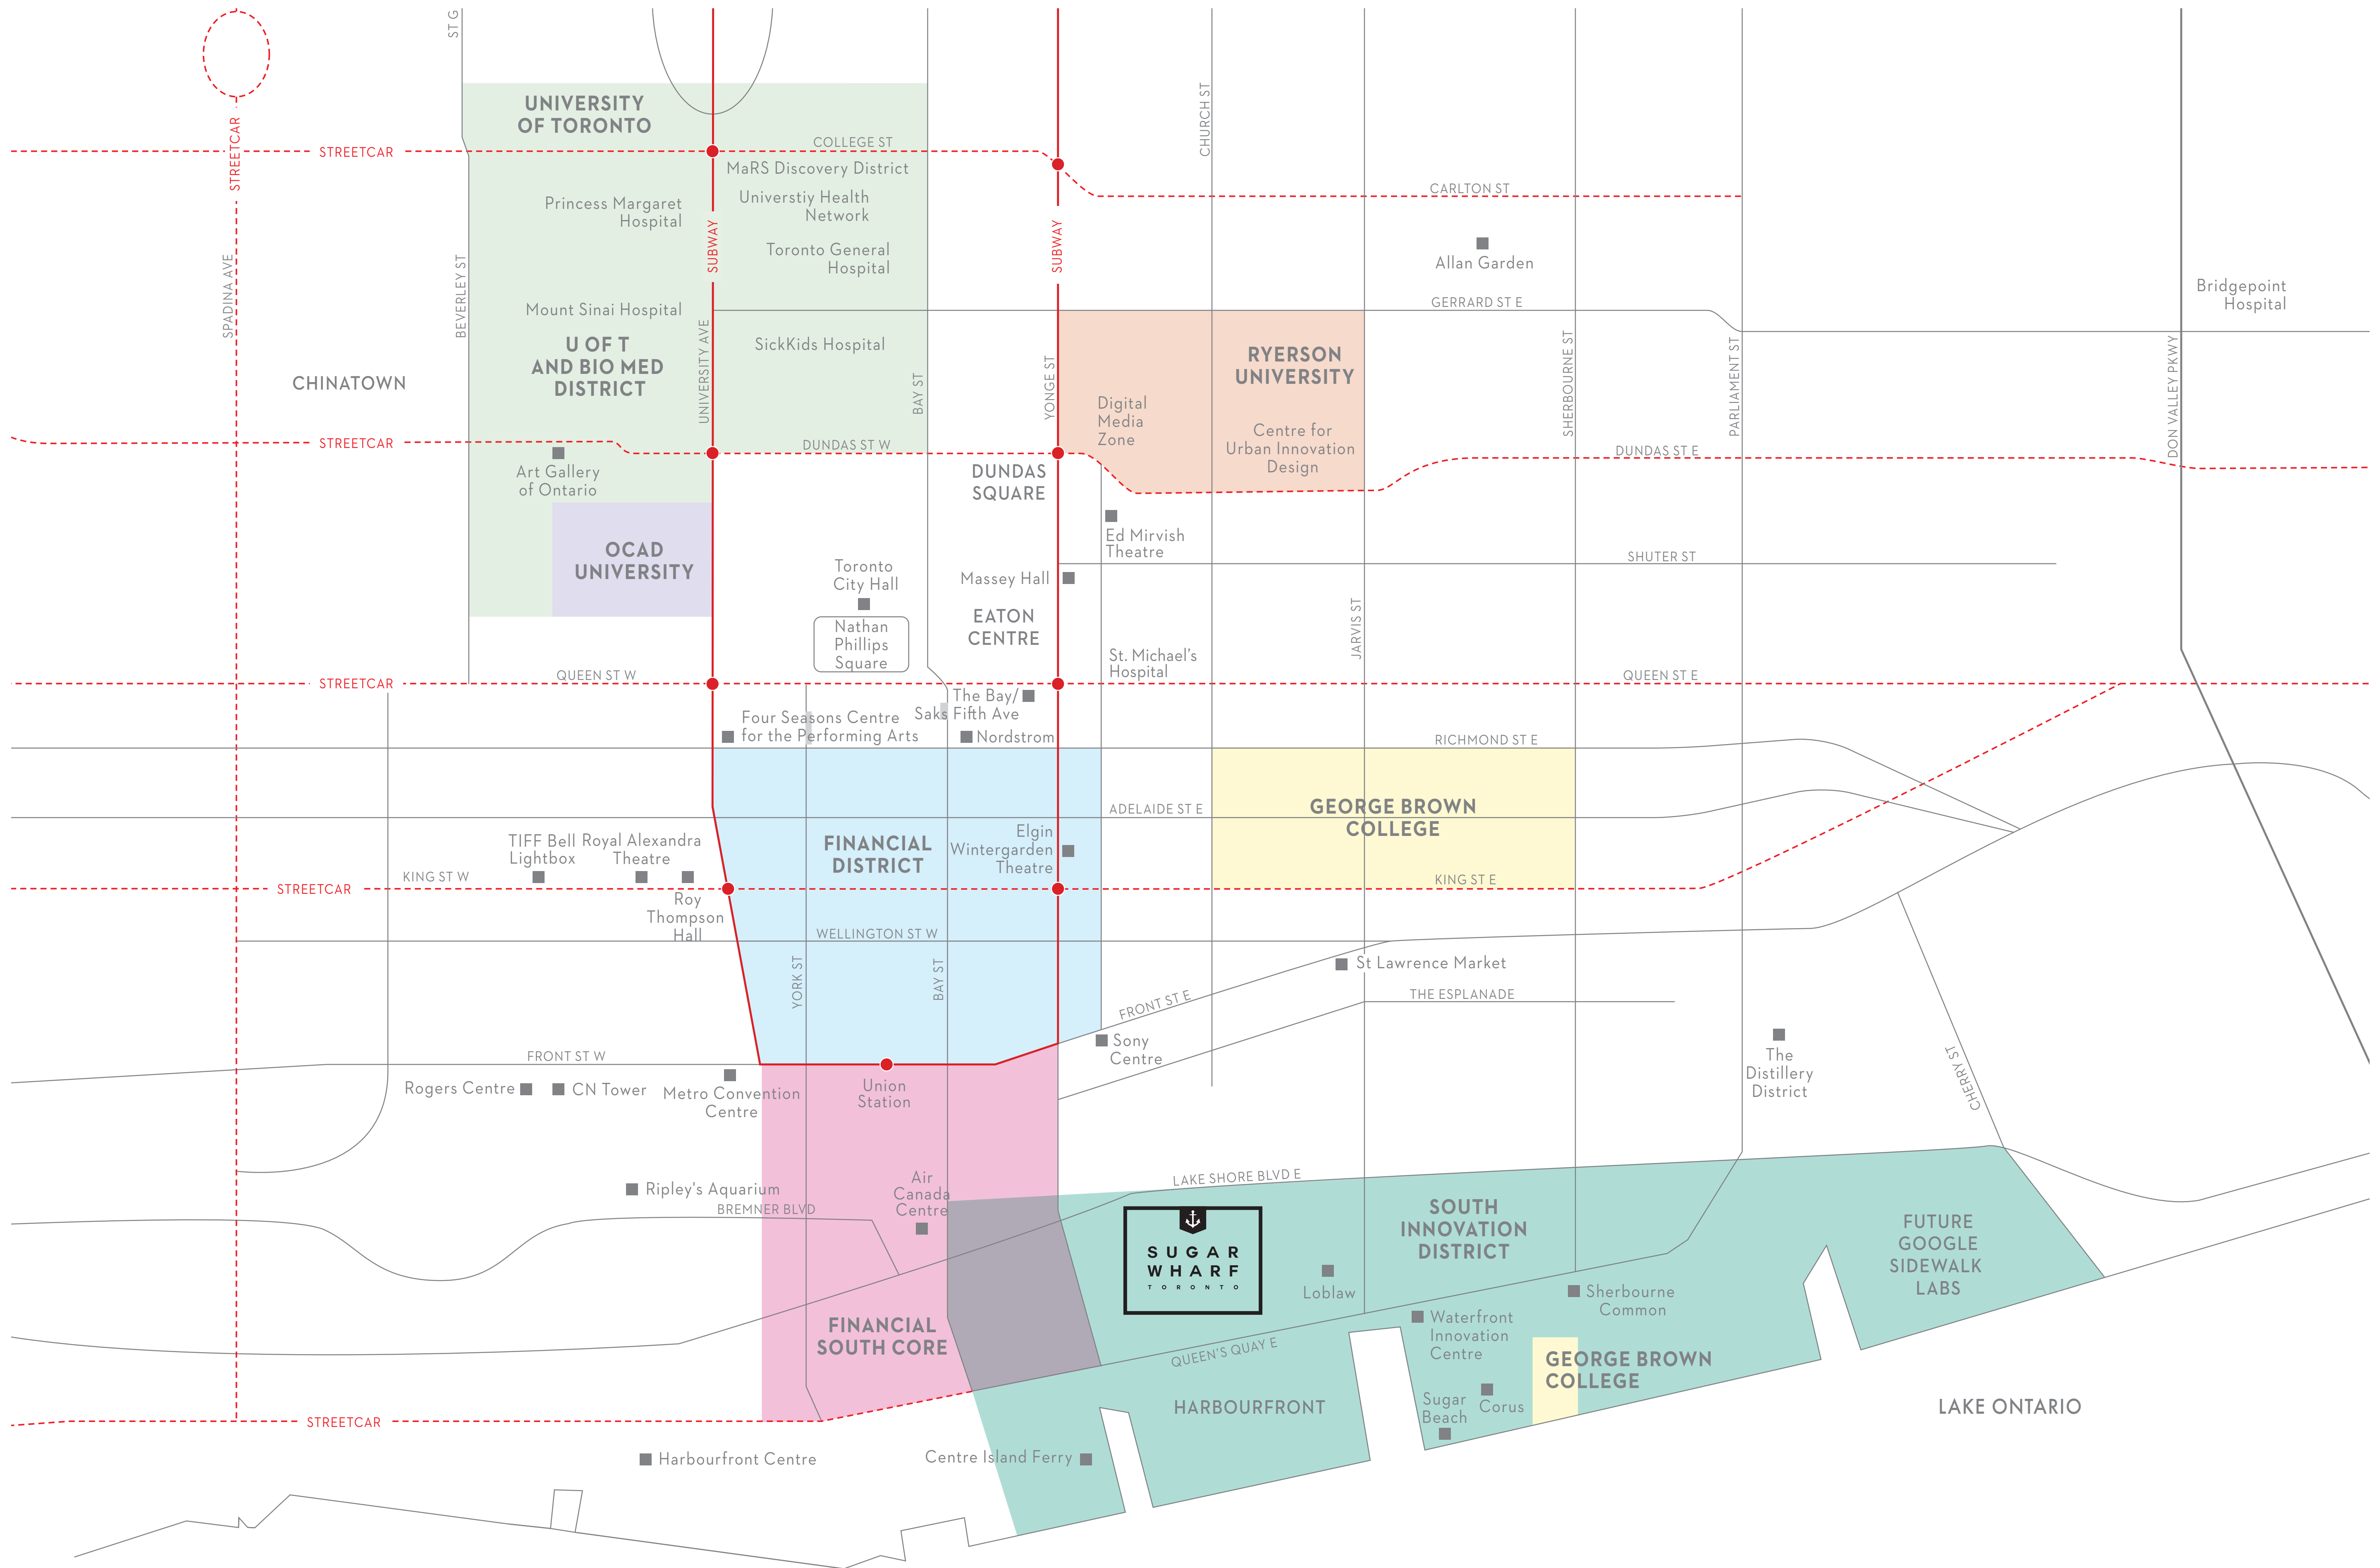 ST G
UNIVERSITY
OF TORONTO
CHURCH ST
STREETCAR
STREETCAR
COLLEGE ST
MaRS Discovery District
CARLTON ST
Princess Margaret
Hospital
Universtiy Health
Network
SUBWAY
SUBWAY
Toronto General
Hospital
Allan Garden
SPADINA AVE
BEVERLEY ST
Mount Sinai Hospital
GERRARD ST E
Bridgepoint
Hospital
U OF T
AND BIO MED
DISTRICT
SickKids Hospital
UNIVERSITY AVE
BAY ST
YONGE ST
RYERSON
UNIVERSITY
SHERBOURNE ST
PARLIAMENT ST
DON VALLEY PKWY
CHINATOWN
Digital
Media
Zone
Centre for
Urban Innovation
Design
STREETCAR
DUNDAS ST W
DUNDAS ST E
Art Gallery
of Ontario
DUNDAS
SQUARE
OCAD
UNIVERSITY
Ed Mirvish
Theatre
SHUTER ST
Toronto
City Hall
Massey Hall
Nathan
Phillips
Square
EATON
CENTRE
JARVIS ST
St. Michael's
Hospital
STREETCAR
QUEEN ST W
QUEEN ST E
The Bay/
Saks Fifth Ave
Four Seasons Centre
for the Performing Arts
Nordstrom
RICHMOND ST E
ADELAIDE ST E
GEORGE BROWN
COLLEGE
FINANCIAL
DISTRICT
Elgin
Wintergarden
Theatre
TIFF Bell
Lightbox
Royal Alexandra
Theatre
STREETCAR
KING ST W
KING ST E
Roy
Thompson
Hall
WELLINGTON ST W
YORK ST
BAY ST
St Lawrence Market
FRONT ST E
THE ESPLANADE
Sony
Centre
The
Distillery
District
CHERRY ST
FRONT ST W
Rogers Centre
CN Tower
Metro Convention
Centre
Union
Station
Ripley's Aquarium
BREMNER BLVD
Air
Canada
Centre
LAKE SHORE BLVD E
SUGAR
WHARF
TORONTO
SOUTH
INNOVATION
DISTRICT
FUTURE
GOOGLE
SIDEWALK
LABS
Loblaw
Sherbourne
Common
Waterfront
Innovation
Centre
FINANCIAL
SOUTH CORE
QUEEN'S QUAY E
GEORGE BROWN
COLLEGE
HARBOURFRONT
Sugar
Beach
Corus
LAKE ONTARIO
STREETCAR
Harbourfront Centre
Centre Island Ferry